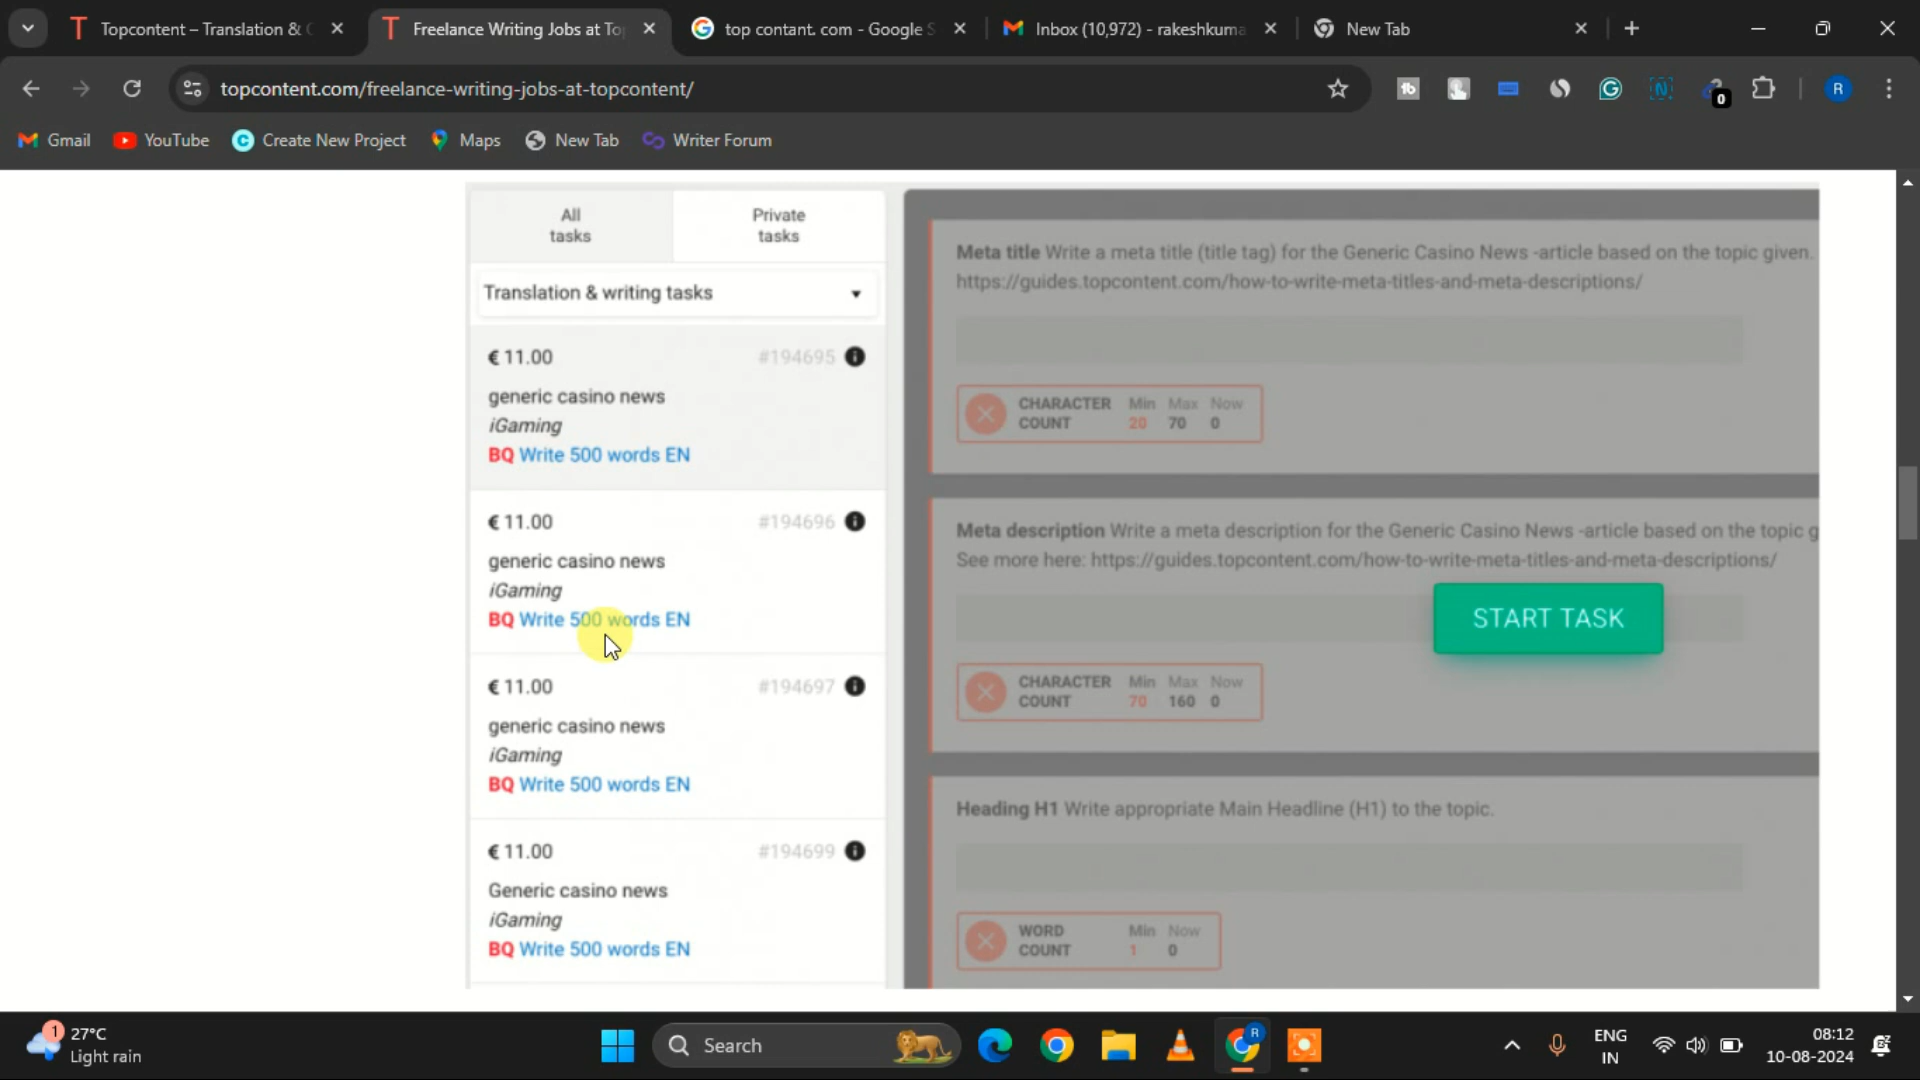 Topcontent – Translation &
Freelance Writing Jobs at To
top contant. com - Google S
Inbox (10,972) - rakeshkuma
New Tab
topcontent.com/freelance-writing-jobs-at-topcontent/
0
R
Gmail
YouTube
Create New Project
Maps
New Tab
Writer Forum
All
tasks
Private
tasks
Translation & writing tasks
€ 11.00 #194695
generic casino news
iGaming
BQ Write 500 words EN
€ 11.00 #194696
generic casino news
iGaming
BQ Write 500 words EN
€ 11.00 #194697
generic casino news
iGaming
BQ Write 500 words EN
€ 11.00 #194699
Generic casino news
iGaming
BQ Write 500 words EN
Meta title Write a meta title (title tag) for the Generic Casino News -article based on the topic given.
https://guides.topcontent.com/how-to-write-meta-titles-and-meta-descriptions/
CHARACTER Min Max Now
COUNT 20 70 0
Meta description Write a meta description for the Generic Casino News -article based on the topic g
See more here: https://guides.topcontent.com/how-to-write-meta-titles-and-meta-descriptions/
START TASK
CHARACTER Min Max Now
COUNT 70 160 0
Heading H1 Write appropriate Main Headline (H1) to the topic.
WORD Min Now
COUNT 1 0
1
27°C
Light rain
Search
R
ENG
IN
08:12
10-08-2024